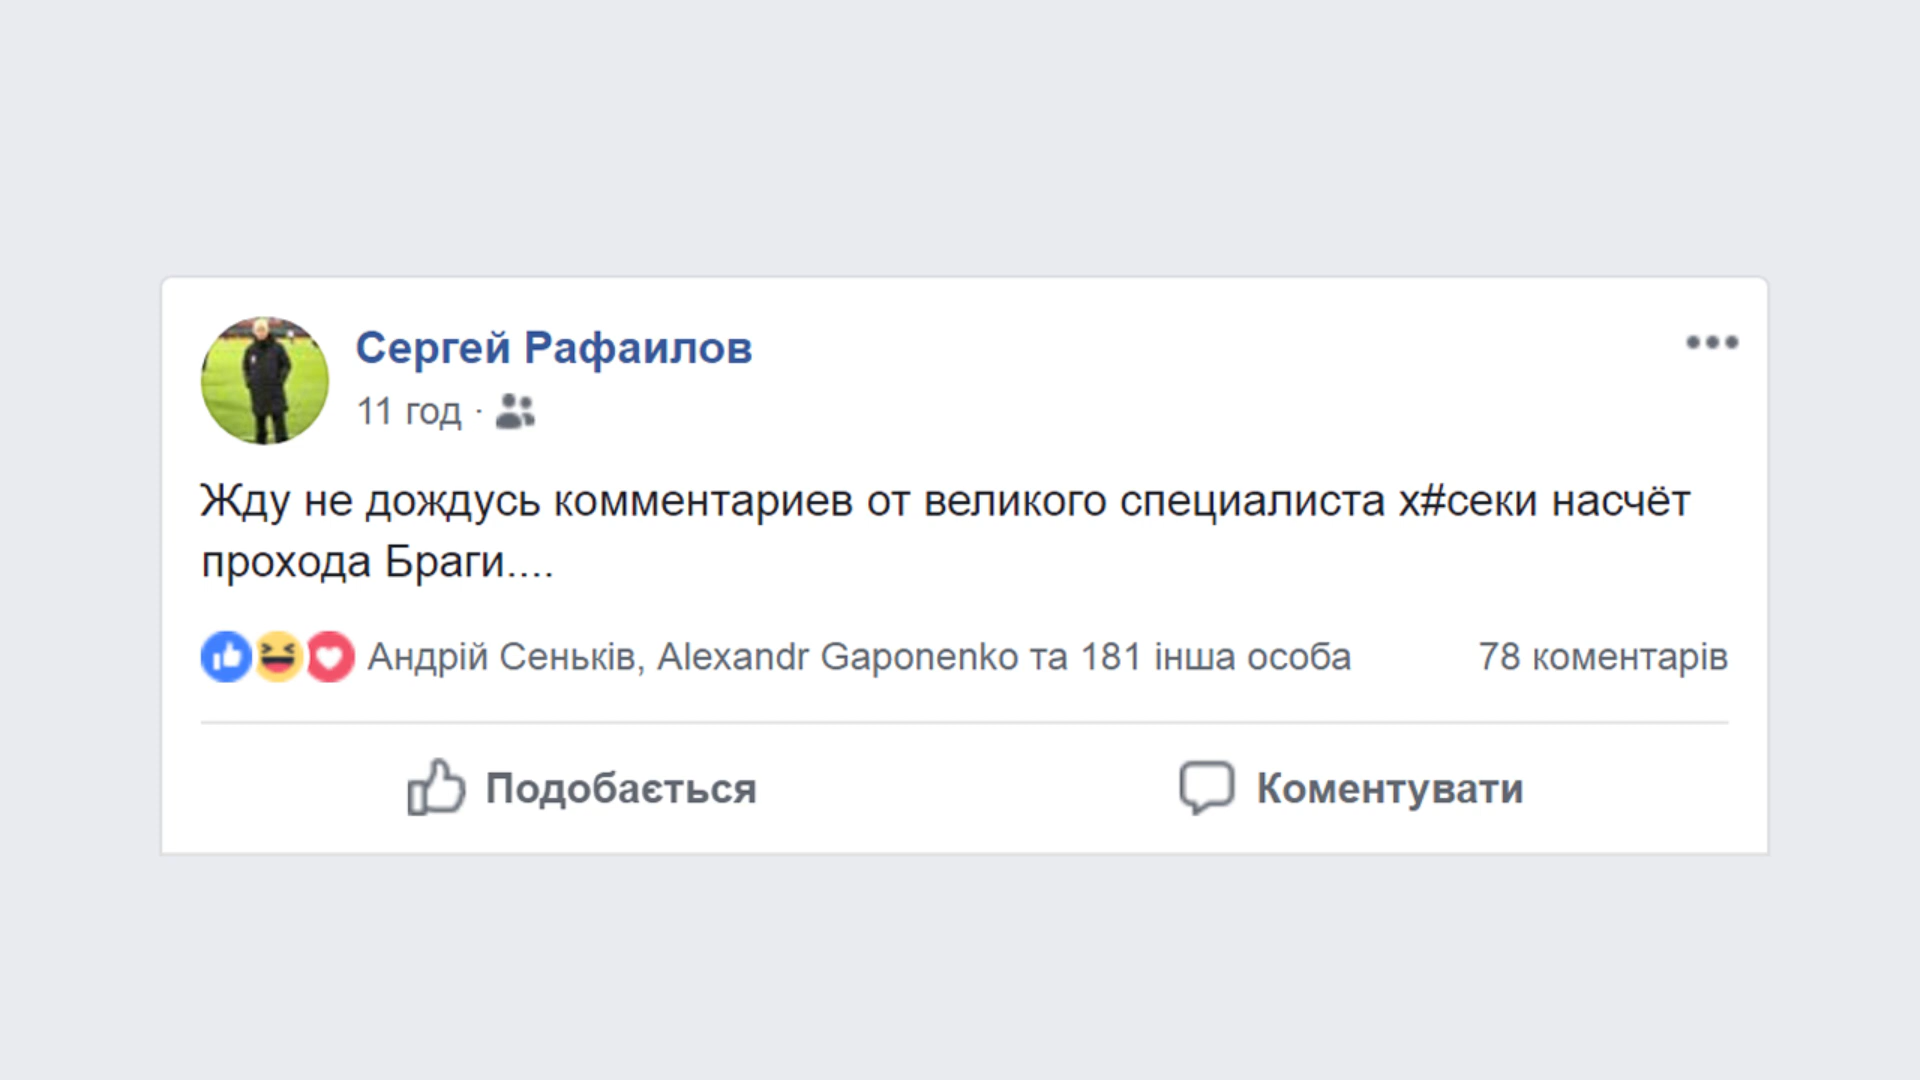 Сергей Рафаилов
11 год ·
Жду не дождусь комментариев от великого специалиста х#секи насчёт
прохода Браги....
Андрій Сеньків, Alexandr Gaponenko та 181 інша особа 78 коментарів
Подобається Коментувати